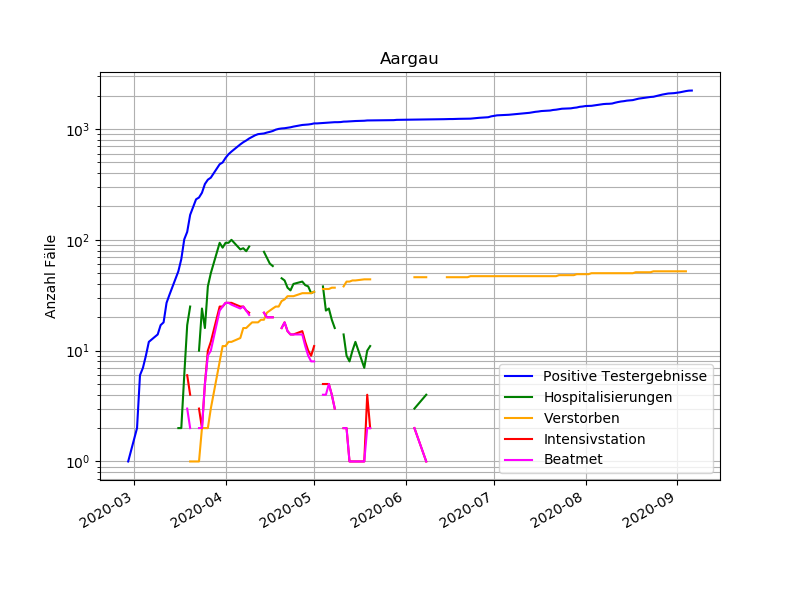 Aargau
Anzahl Fälle
10³
10²
10¹
10⁰
2020-03
2020-04
2020-05
2020-06
2020-07
2020-08
2020-09
Positive Testergebnisse
Hospitalisierungen
Verstorben
Intensivstation
Beatmet